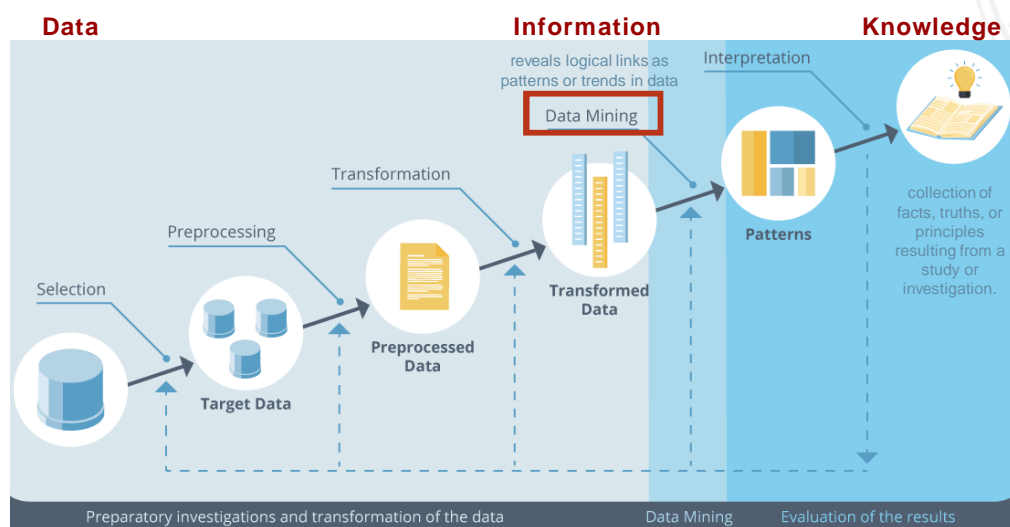 Data
Information
Knowledge
reveals logical links as
patterns or trends in data
Interpretation
Data Mining
Transformation
Preprocessing
Selection
Patterns
collection of
facts, truths, or
principles
resulting from a
study or
investigation.
Transformed
Data
Preprocessed
Data
Target Data
Preparatory investigations and transformation of the data
Data Mining
Evaluation of the results